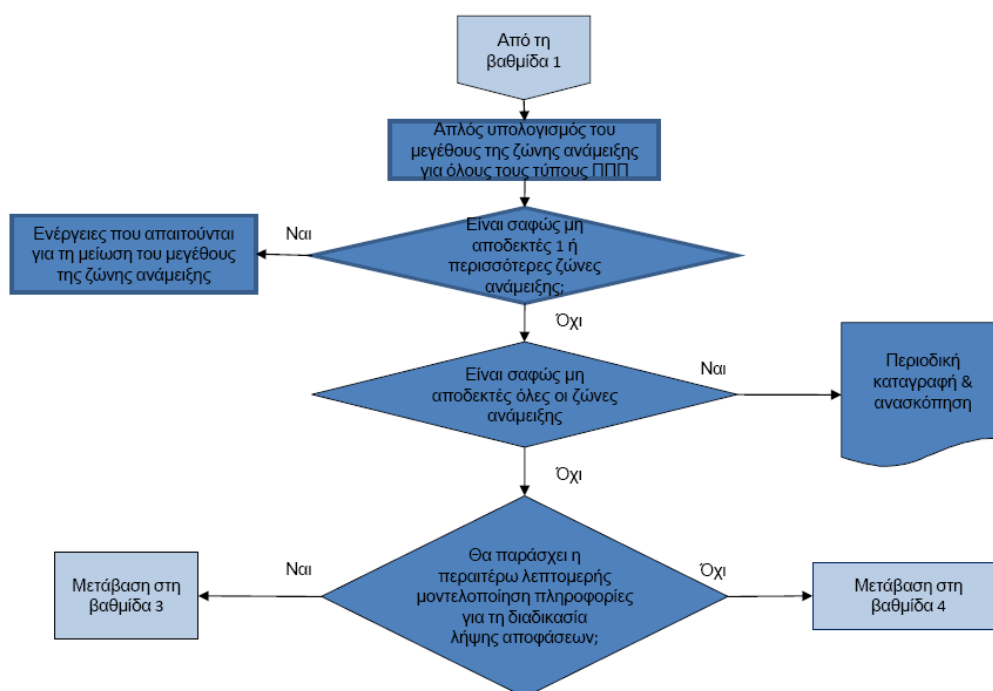 Από τη
βαθμίδα 1
Απλός υπολογισμός του
μεγέθους της ζώνης ανάμειξης
για όλους τους τύπους ΠΠΠ
Είναι σαφώς μη
αποδεκτές 1 ή
περισσότερες ζώνες
ανάμειξης;
Ναι
Ενέργειες που απαιτούνται
για τη μείωση του μεγέθους
της ζώνης ανάμειξης
Όχι
Είναι σαφώς μη
αποδεκτές όλες οι ζώνες
ανάμειξης
Ναι
Περιοδική
καταγραφή &
ανασκόπηση
Όχι
Θα παράσχει η
περαιτέρω λεπτομερής
μοντελοποίηση πληροφορίες
για τη διαδικασία
λήψης αποφάσεων;
Ναι
Μετάβαση στη
βαθμίδα 3
Όχι
Μετάβαση στη
βαθμίδα 4